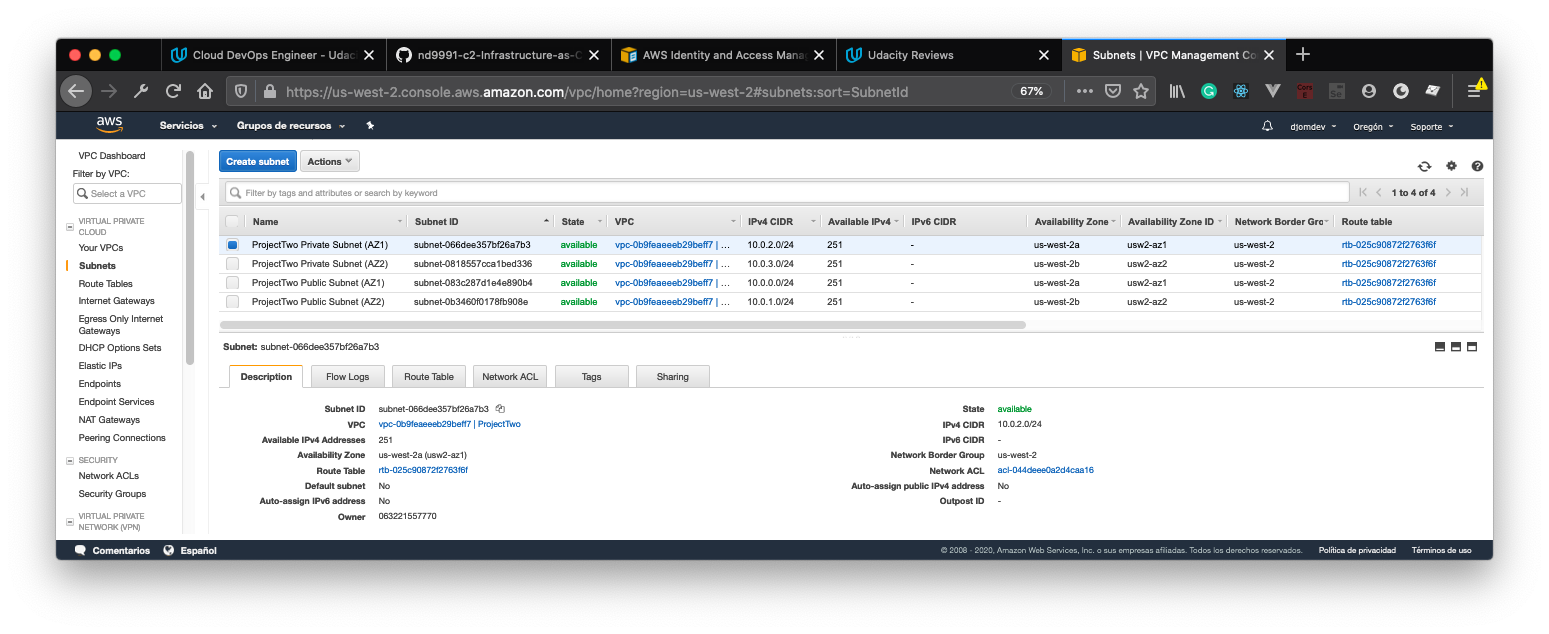 Cloud DevOps Engineer - Udac
nd9991-c2-Infrastructure-as-C
AWS Identity and Access Mana
Udacity Reviews
Subnets | VPC Management Co
https://us-west-2.console.aws.amazon.com/vpc/home?region=us-west-2#subnets:sort=SubnetId
67%
aws
Servicios
Grupos de recursos
djomdev
Oregón
Soporte
VPC Dashboard
Filter by VPC:
Select a VPC
VIRTUAL PRIVATE
CLOUD
Your VPCs
Subnets
Route Tables
Internet Gateways
Egress Only Internet
Gateways
DHCP Options Sets
Elastic IPs
Endpoints
Endpoint Services
NAT Gateways
Peering Connections
SECURITY
Network ACLs
Security Groups
VIRTUAL PRIVATE
NETWORK (VPN)
Create subnet
Actions
Filter by tags and attributes or search by keyword
1 to 4 of 4
Name Subnet ID State VPC IPv4 CIDR Available IPv4 IPv6 CIDR Availability Zone Availability Zone ID Network Border Gro Route table
ProjectTwo Private Subnet (AZ1) subnet-066dee357bf26a7b3 available vpc-0b9feaeeeb29beff7 | ... 10.0.2.0/24 251 - us-west-2a usw2-az1 us-west-2 rtb-025c90872f2763f6f
ProjectTwo Private Subnet (AZ2) subnet-0818557cca1bed336 available vpc-0b9feaeeeb29beff7 | ... 10.0.3.0/24 251 - us-west-2b usw2-az2 us-west-2 rtb-025c90872f2763f6f
ProjectTwo Public Subnet (AZ1) subnet-083c287d1e4e890b4 available vpc-0b9feaeeeb29beff7 | ... 10.0.0.0/24 251 - us-west-2a usw2-az1 us-west-2 rtb-025c90872f2763f6f
ProjectTwo Public Subnet (AZ2) subnet-0b3460f0178fb908e available vpc-0b9feaeeeb29beff7 | ... 10.0.1.0/24 251 - us-west-2b usw2-az2 us-west-2 rtb-025c90872f2763f6f
Subnet: subnet-066dee357bf26a7b3
Description Flow Logs Route Table Network ACL Tags Sharing
Subnet ID subnet-066dee357bf26a7b3 State available
VPC vpc-0b9feaeeeb29beff7 | ProjectTwo IPv4 CIDR 10.0.2.0/24
Available IPv4 Addresses 251 IPv6 CIDR -
Availability Zone us-west-2a (usw2-az1) Network Border Group us-west-2
Route Table rtb-025c90872f2763f6f Network ACL acl-044deee0a2d4caa16
Default subnet No Auto-assign public IPv4 address No
Auto-assign IPv6 address No Outpost ID -
Owner 063221557770
Comentarios
Español
© 2008 - 2020, Amazon Web Services, Inc. o sus empresas afiliadas. Todos los derechos reservados.
Política de privacidad
Términos de uso